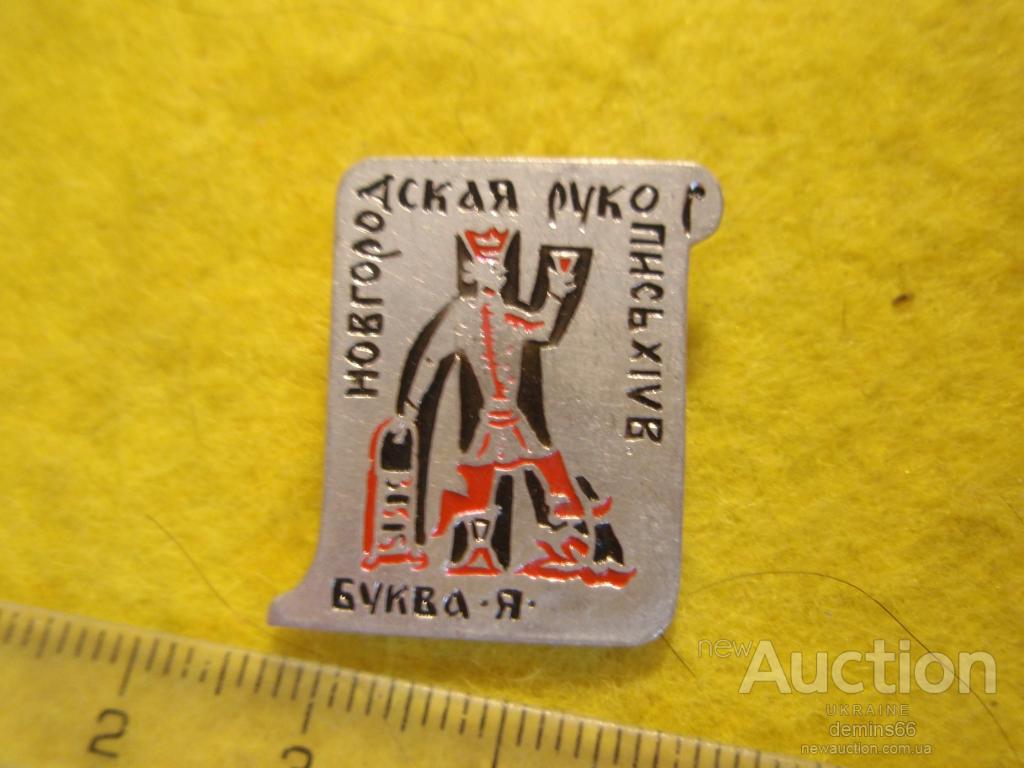 НОВГОРОДСКАЯ РУКОПИСЬ XIV В
БУКВА · Я ·
2
new Auction
UKRAINE
demins66
newauction.com.ua